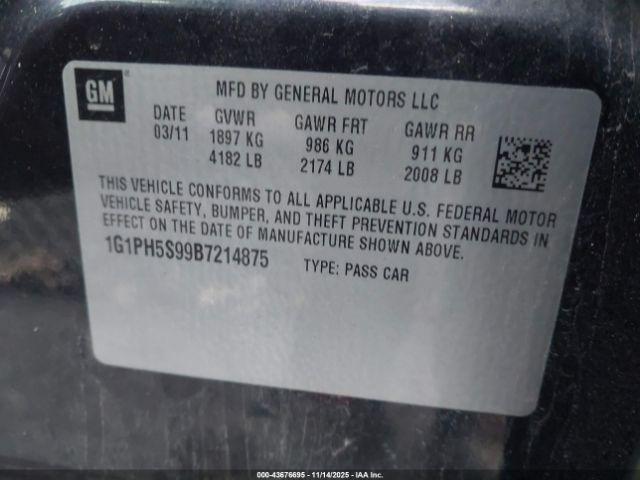 GM
MFD BY GENERAL MOTORS LLC
DATE GVWR GAWR FRT GAWR RR
03/11 1897 KG 986 KG 911 KG
4182 LB 2174 LB 2008 LB
THIS VEHICLE CONFORMS TO ALL APPLICABLE U.S. FEDERAL MOTOR
VEHICLE SAFETY, BUMPER, AND THEFT PREVENTION STANDARDS IN
EFFECT ON THE DATE OF MANUFACTURE SHOWN ABOVE.
1G1PH5S99B7214875 TYPE: PASS CAR
000-43676695 - 11/14/2025 - IAA Inc.